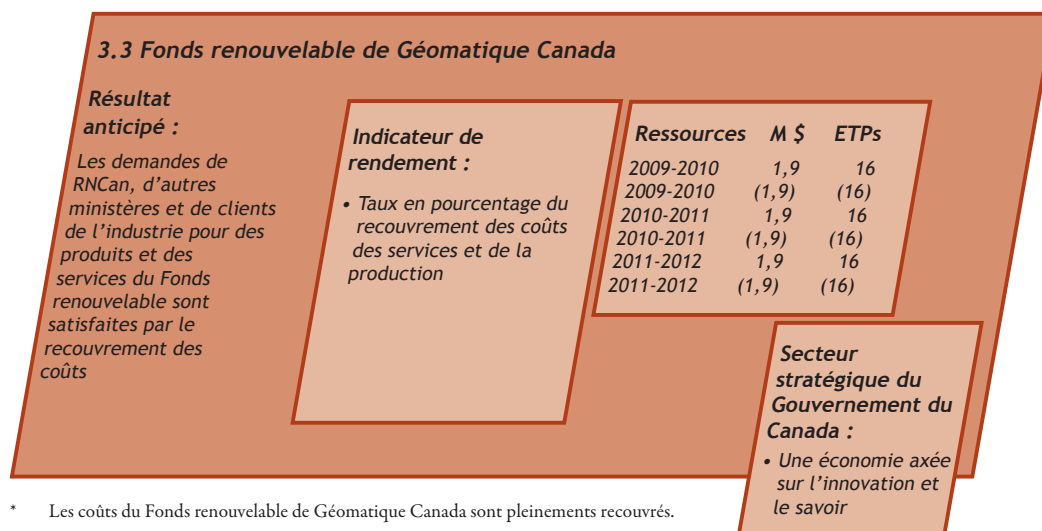 3.3 Fonds renouvelable de Géomatique Canada
Résultat
anticipé :
Les demandes de
RNCan, d’autres
ministères et de clients
de l’industrie pour des
produits et des
services du Fonds
renouvelable sont
satisfaites par le
recouvrement des
coûts
Indicateur de
rendement :
• Taux en pourcentage du
recouvrement des coûts
des services et de la
production
Ressources M $ ETPs
2009-2010 1,9 16
2009-2010 (1,9) (16)
2010-2011 1,9 16
2010-2011 (1,9) (16)
2011-2012 1,9 16
2011-2012 (1,9) (16)
Secteur
stratégique du
Gouvernement du
Canada :
• Une économie axée
sur l’innovation et
le savoir
* Les coûts du Fonds renouvelable de Géomatique Canada sont pleinement recouvrés.